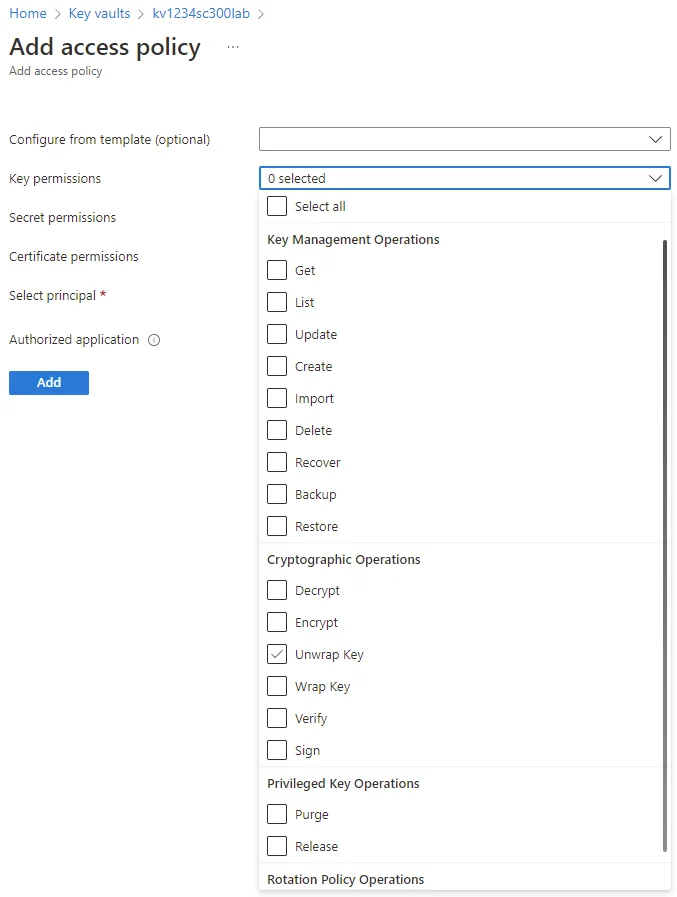 Home > Key vaults > kv1234sc300lab >
Add access policy ...
Add access policy
Configure from template (optional)
Key permissions
0 selected
Select all
Secret permissions
Key Management Operations
Certificate permissions
Get
Select principal *
List
Authorized application
Update
Create
Add
Import
Delete
Recover
Backup
Restore
Cryptographic Operations
Decrypt
Encrypt
Unwrap Key
Wrap Key
Verify
Sign
Privileged Key Operations
Purge
Release
Rotation Policy Operations